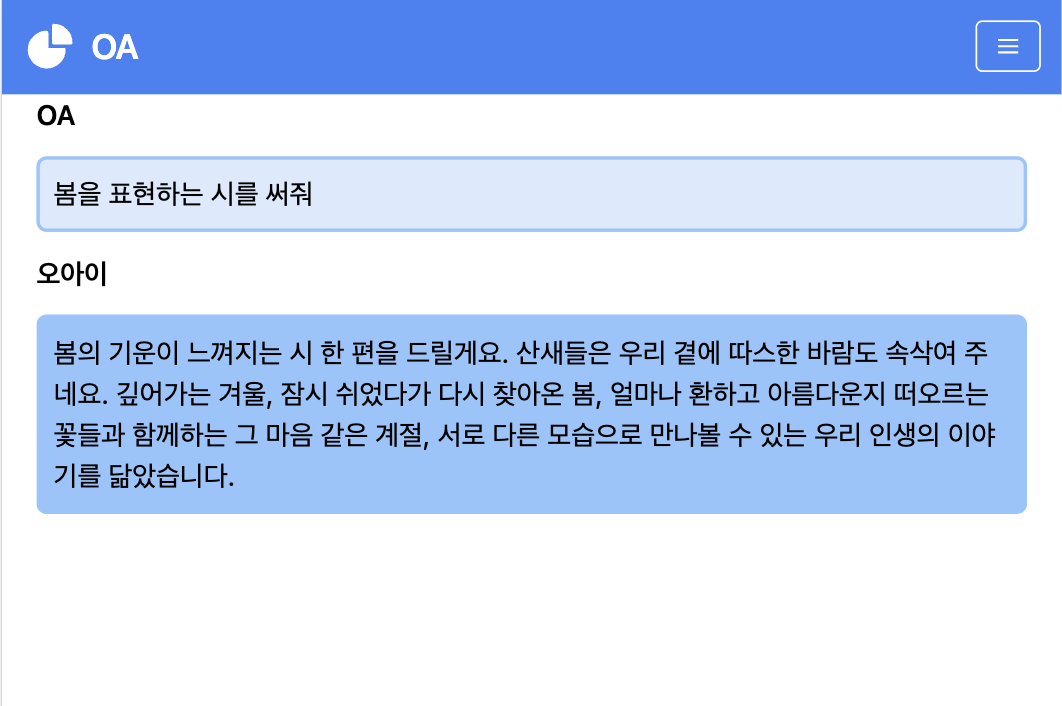 OA
OA
봄을 표현하는 시를 써줘
오아이
봄의 기운이 느껴지는 시 한 편을 드릴게요. 산새들은 우리 곁에 따스한 바람도 속삭여 주
네요. 깊어가는 겨울, 잠시 쉬었다가 다시 찾아온 봄, 얼마나 환하고 아름다운지 떠오르는
꽃들과 함께하는 그 마음 같은 계절, 서로 다른 모습으로 만나볼 수 있는 우리 인생의 이야
기를 닮았습니다.